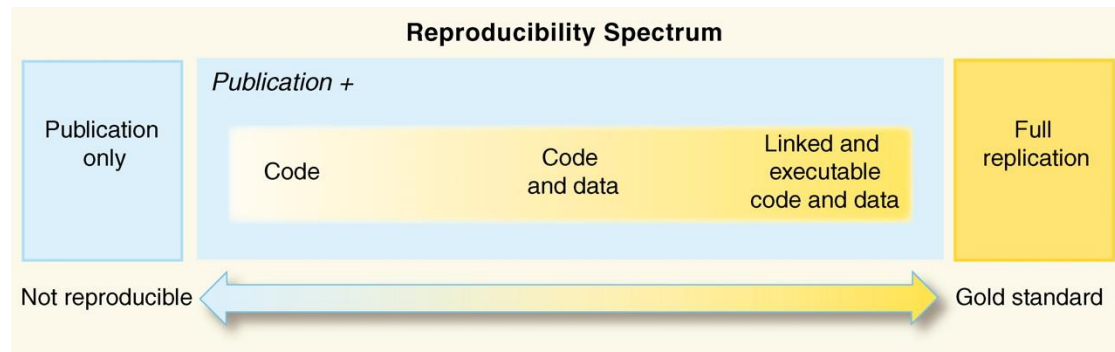 Reproducibility Spectrum
Publication
only
Publication +
Code
Code
and data
Linked and
executable
code and data
Full
replication
Not reproducible
Gold standard